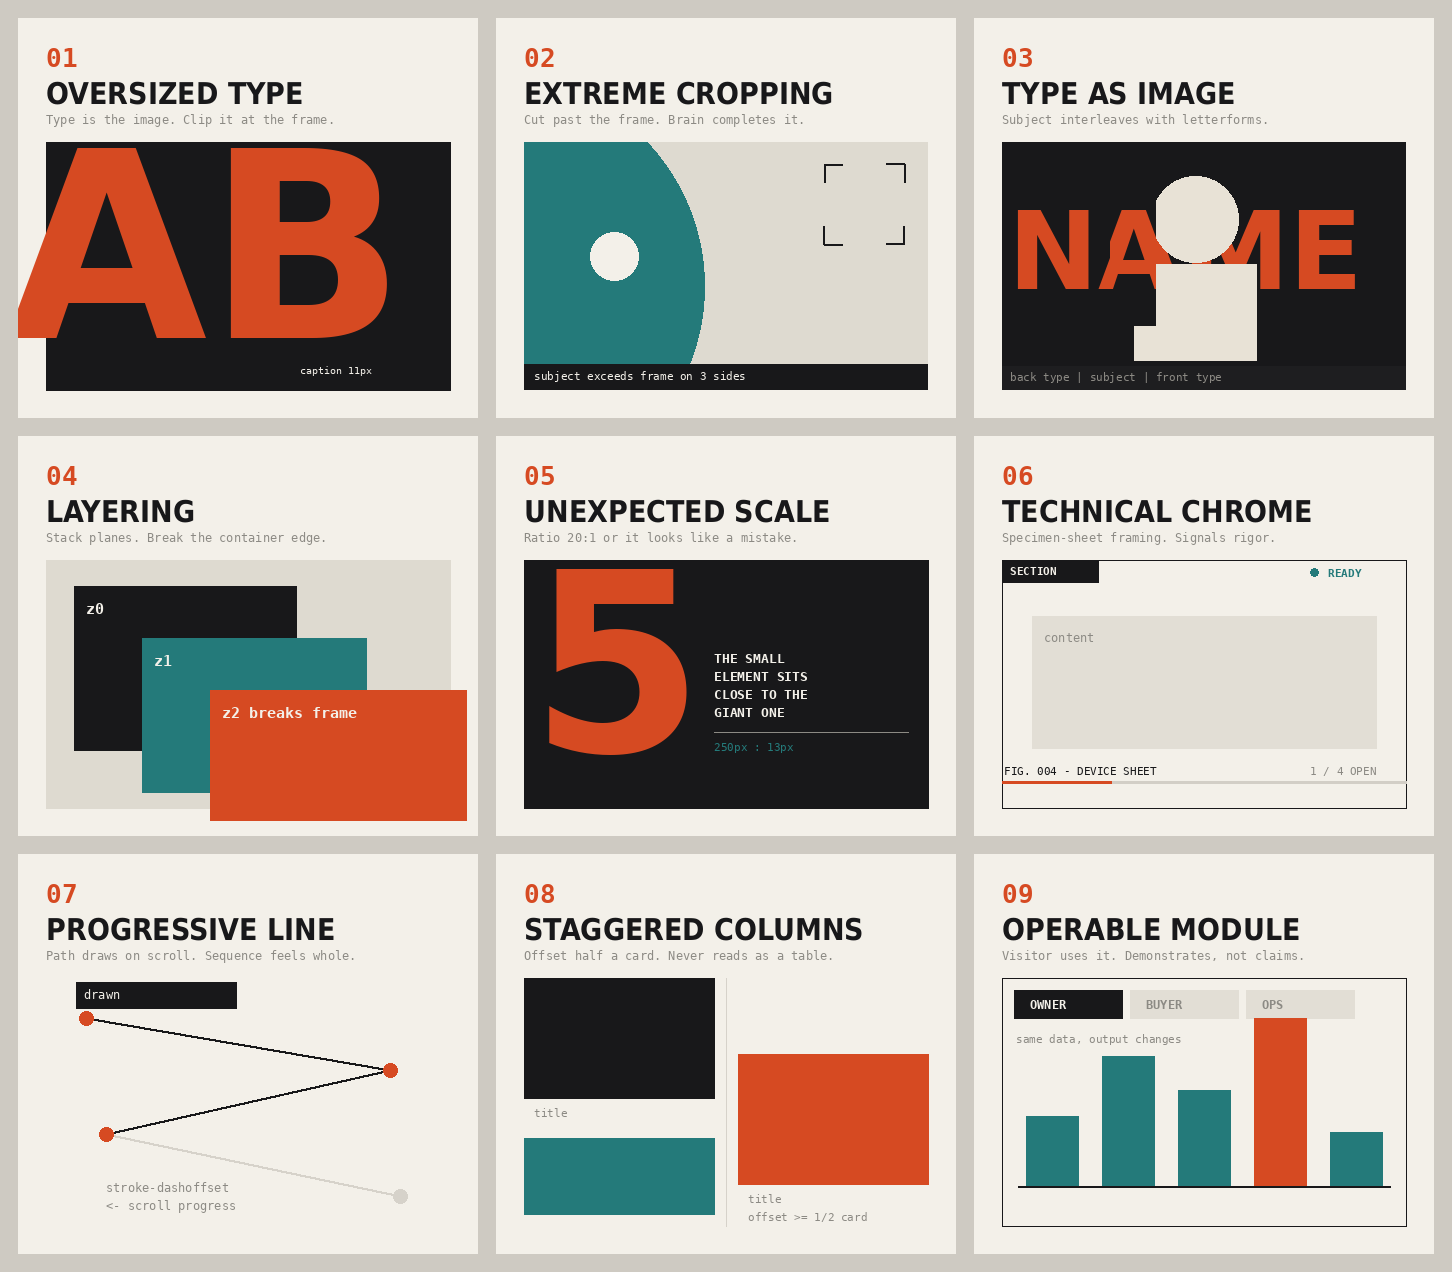 01
OVERSIZED TYPE
Type is the image. Clip it at the frame.
AB
caption 11px
02
EXTREME CROPPING
Cut past the frame. Brain completes it.
subject exceeds frame on 3 sides
03
TYPE AS IMAGE
Subject interleaves with letterforms.
NAME
back type | subject | front type
04
LAYERING
Stack planes. Break the container edge.
z0
z1
z2 breaks frame
05
UNEXPECTED SCALE
Ratio 20:1 or it looks like a mistake.
5
THE SMALL
ELEMENT SITS
CLOSE TO THE
GIANT ONE
250px : 13px
06
TECHNICAL CHROME
Specimen-sheet framing. Signals rigor.
SECTION
READY
content
FIG. 004 - DEVICE SHEET
1 / 4 OPEN
07
PROGRESSIVE LINE
Path draws on scroll. Sequence feels whole.
drawn
stroke-dashoffset
<- scroll progress
08
STAGGERED COLUMNS
Offset half a card. Never reads as a table.
title
title
offset >= 1/2 card
09
OPERABLE MODULE
Visitor uses it. Demonstrates, not claims.
OWNER
BUYER
OPS
same data, output changes